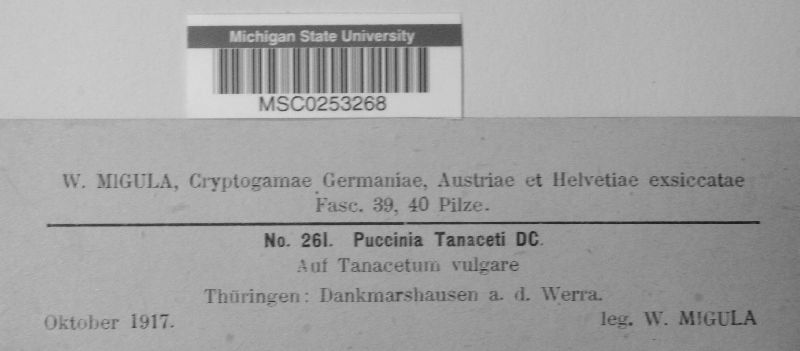 Michigan State University
MSC0253268
W. MIGULA, Cryptogamae Germaniae, Austriae et Helvetiae exsiccatae
Fasc. 39, 40 Pilze.
No. 261. Puccinia Tanaceti DC.
Auf Tanacetum vulgare
Thüringen: Dankmarshausen a. d. Werra.
Oktober 1917. leg. W. MIGULA